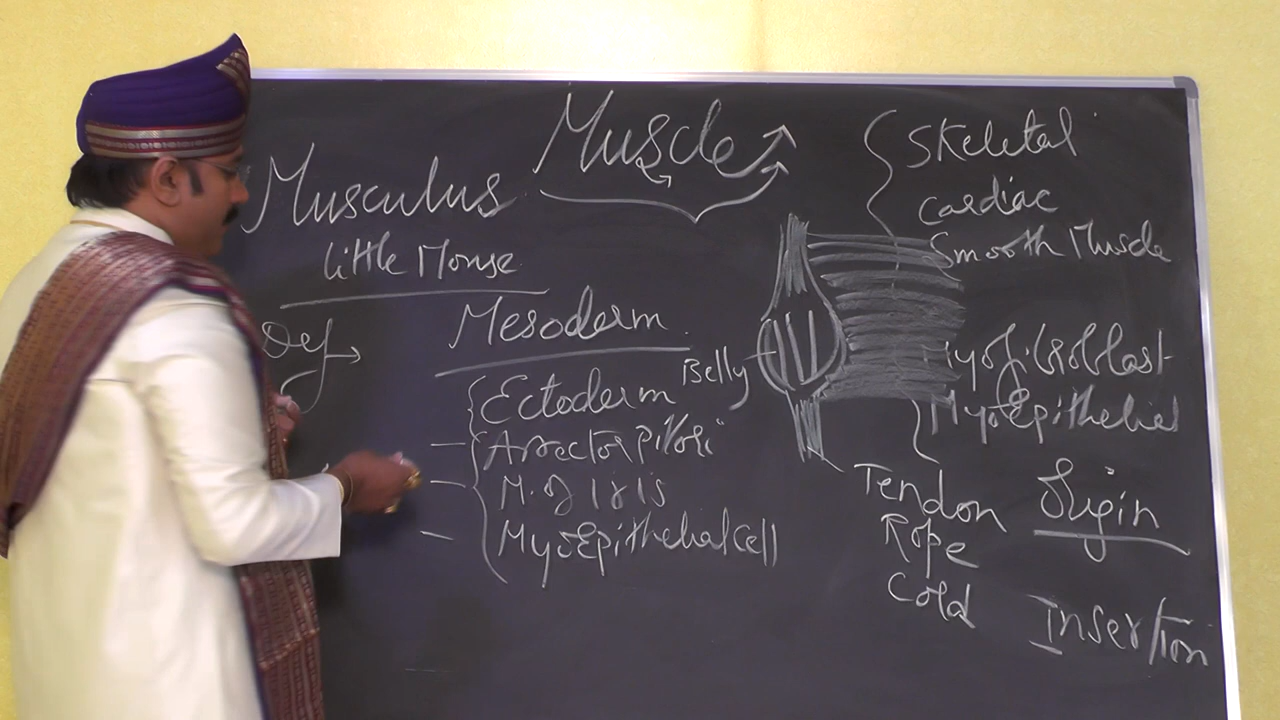 Muscle
Musculus
little Mouse
Def
Mesoderm
Ectoderm
Arrector Pilori
M. of iris
MyoEpithelial cell
Belly
Skeletal
Cardiac
Smooth Muscle
Myofibroblast
MyoEpithelial
Tendon
Rope
Cold
Origin
Insertion